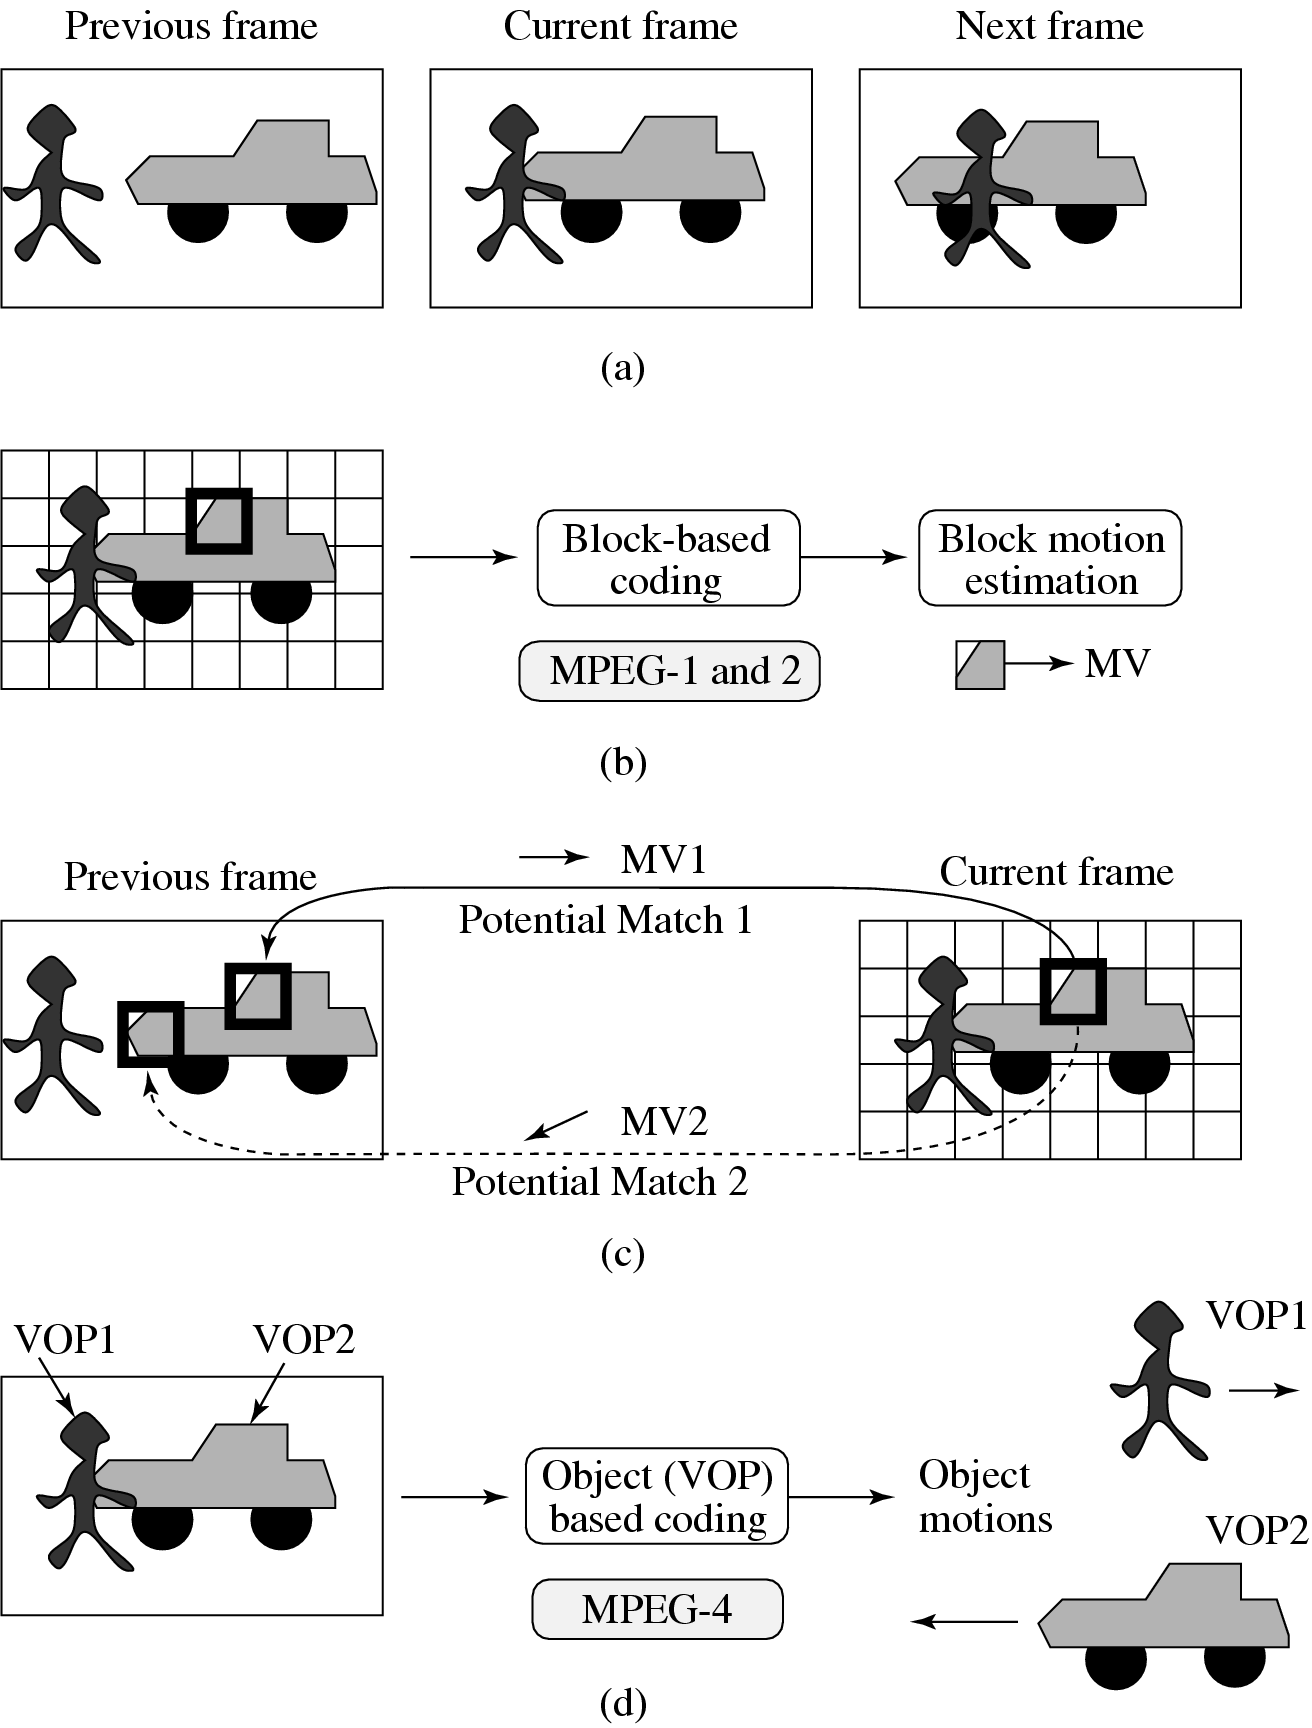 Previous frame
Current frame
Next frame
(a)
Block-based
coding
Block motion
estimation
MPEG-1 and 2
MV
(b)
MV1
Previous frame
Current frame
Potential Match 1
MV2
Potential Match 2
(c)
VOP1
VOP2
VOP1
Object (VOP)
based coding
Object
motions
VOP2
MPEG-4
(d)